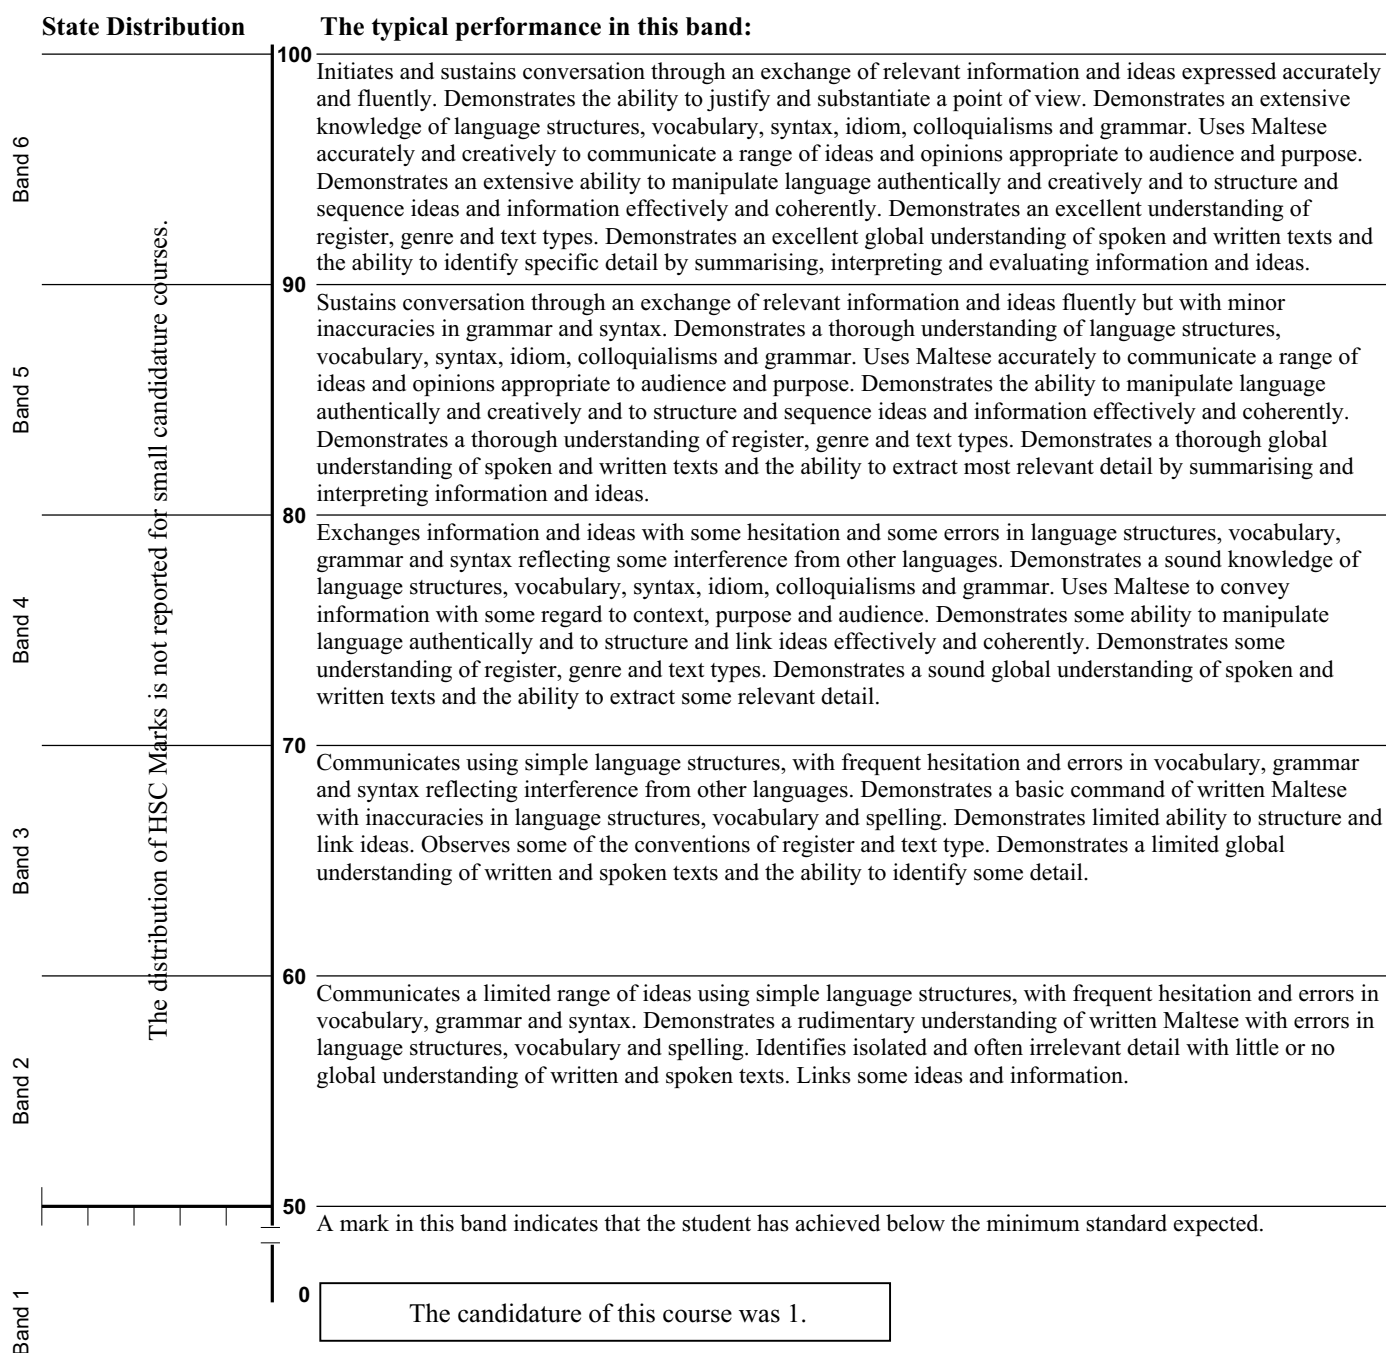 State Distribution
The typical performance in this band:
100
Band 6
Initiates and sustains conversation through an exchange of relevant information and ideas expressed accurately
and fluently. Demonstrates the ability to justify and substantiate a point of view. Demonstrates an extensive
knowledge of language structures, vocabulary, syntax, idiom, colloquialisms and grammar. Uses Maltese
accurately and creatively to communicate a range of ideas and opinions appropriate to audience and purpose.
Demonstrates an extensive ability to manipulate language authentically and creatively and to structure and
sequence ideas and information effectively and coherently. Demonstrates an excellent understanding of
register, genre and text types. Demonstrates an excellent global understanding of spoken and written texts and
the ability to identify specific detail by summarising, interpreting and evaluating information and ideas.
The distribution of HSC Marks is not reported for small candidature courses.
90
Band 5
Sustains conversation through an exchange of relevant information and ideas fluently but with minor
inaccuracies in grammar and syntax. Demonstrates a thorough understanding of language structures,
vocabulary, syntax, idiom, colloquialisms and grammar. Uses Maltese accurately to communicate a range of
ideas and opinions appropriate to audience and purpose. Demonstrates the ability to manipulate language
authentically and creatively and to structure and sequence ideas and information effectively and coherently.
Demonstrates a thorough understanding of register, genre and text types. Demonstrates a thorough global
understanding of spoken and written texts and the ability to extract most relevant detail by summarising and
interpreting information and ideas.
80
Band 4
Exchanges information and ideas with some hesitation and some errors in language structures, vocabulary,
grammar and syntax reflecting some interference from other languages. Demonstrates a sound knowledge of
language structures, vocabulary, syntax, idiom, colloquialisms and grammar. Uses Maltese to convey
information with some regard to context, purpose and audience. Demonstrates some ability to manipulate
language authentically and to structure and link ideas effectively and coherently. Demonstrates some
understanding of register, genre and text types. Demonstrates a sound global understanding of spoken and
written texts and the ability to extract some relevant detail.
70
Band 3
Communicates using simple language structures, with frequent hesitation and errors in vocabulary, grammar
and syntax reflecting interference from other languages. Demonstrates a basic command of written Maltese
with inaccuracies in language structures, vocabulary and spelling. Demonstrates limited ability to structure and
link ideas. Observes some of the conventions of register and text type. Demonstrates a limited global
understanding of written and spoken texts and the ability to identify some detail.
60
Band 2
Communicates a limited range of ideas using simple language structures, with frequent hesitation and errors in
vocabulary, grammar and syntax. Demonstrates a rudimentary understanding of written Maltese with errors in
language structures, vocabulary and spelling. Identifies isolated and often irrelevant detail with little or no
global understanding of written and spoken texts. Links some ideas and information.
50
A mark in this band indicates that the student has achieved below the minimum standard expected.
0
Band 1
The candidature of this course was 1.